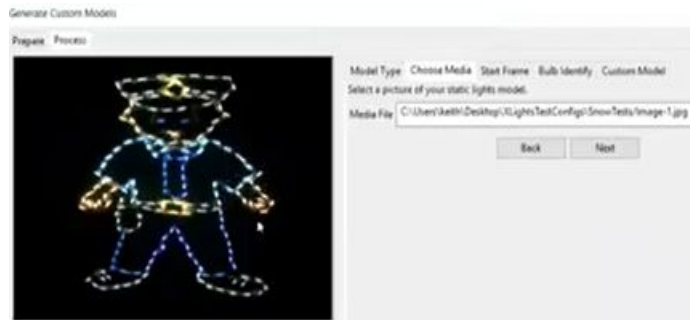 Generate Custom Models
Prepare Process
Model Type Choose Media Start Frame Bulb Identify Custom Model
Select a picture of your static lights model.
Media File C:\Users\keith\Desktop\XLightsTestConfigs\SnowTests/Image-1.jpg
Back Next